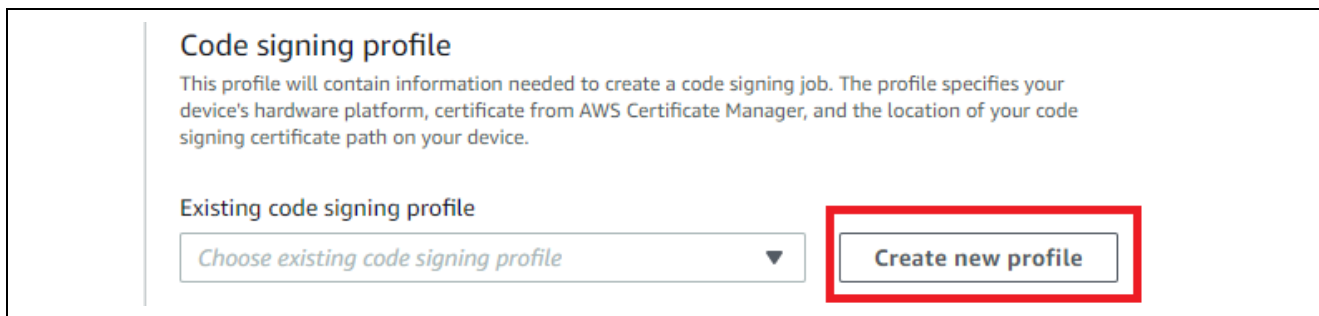 Code signing profile
This profile will contain information needed to create a code signing job. The profile specifies your
device's hardware platform, certificate from AWS Certificate Manager, and the location of your code
signing certificate path on your device.
Existing code signing profile
Choose existing code signing profile
Create new profile